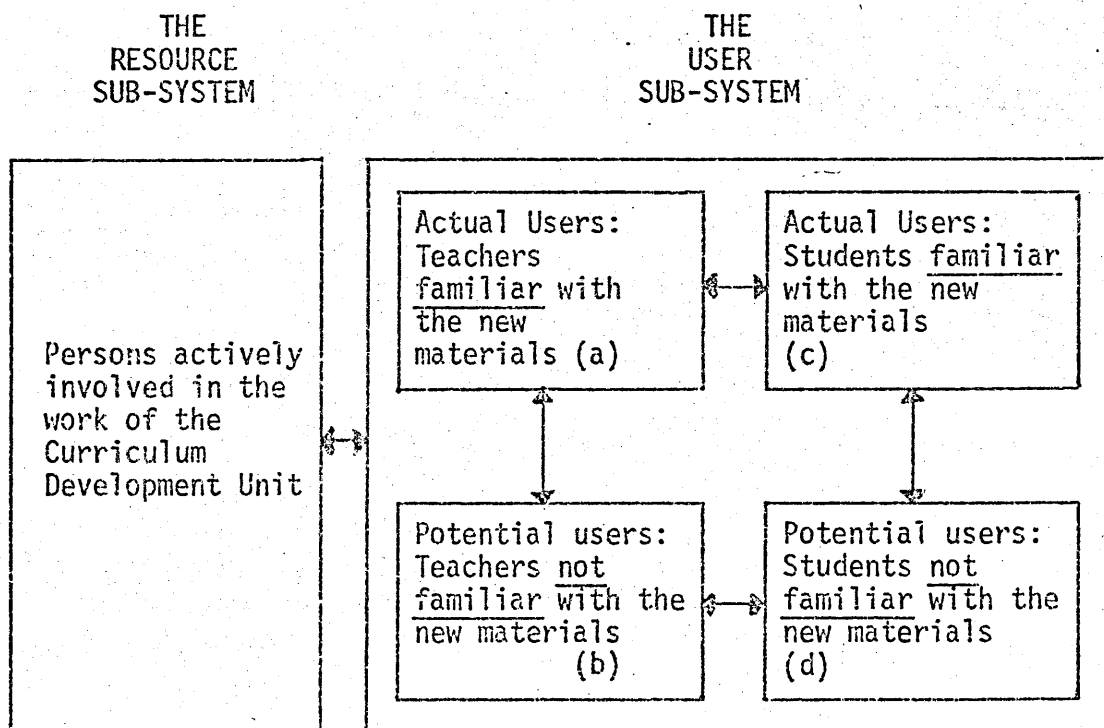 THE
RESOURCE
SUB-SYSTEM
THE
USER
SUB-SYSTEM
Persons actively
involved in the
work of the
Curriculum
Development Unit
Actual Users:
Teachers
familiar with
the new
materials (a)
Actual Users:
Students familiar
with the new
materials
(c)
Potential users:
Teachers not
familiar with the
new materials
(b)
Potential users:
Students not
familiar with the
new materials
(d)